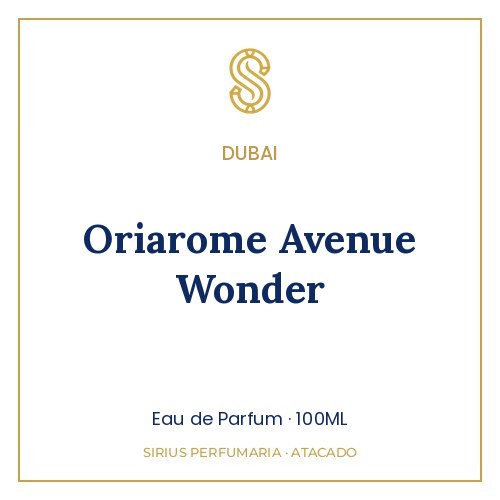 DUBAI
Oriarome Avenue
Wonder
Eau de Parfum · 100ML
SIRIUS PERFUMARIA · ATACADO